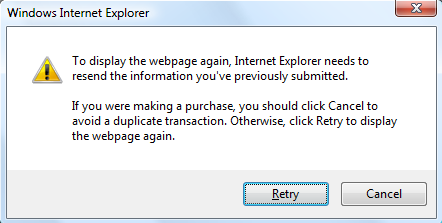 Windows Internet Explorer
To display the webpage again, Internet Explorer needs to
resend the information you've previously submitted.
If you were making a purchase, you should click Cancel to
avoid a duplicate transaction. Otherwise, click Retry to display
the webpage again.
Retry
Cancel